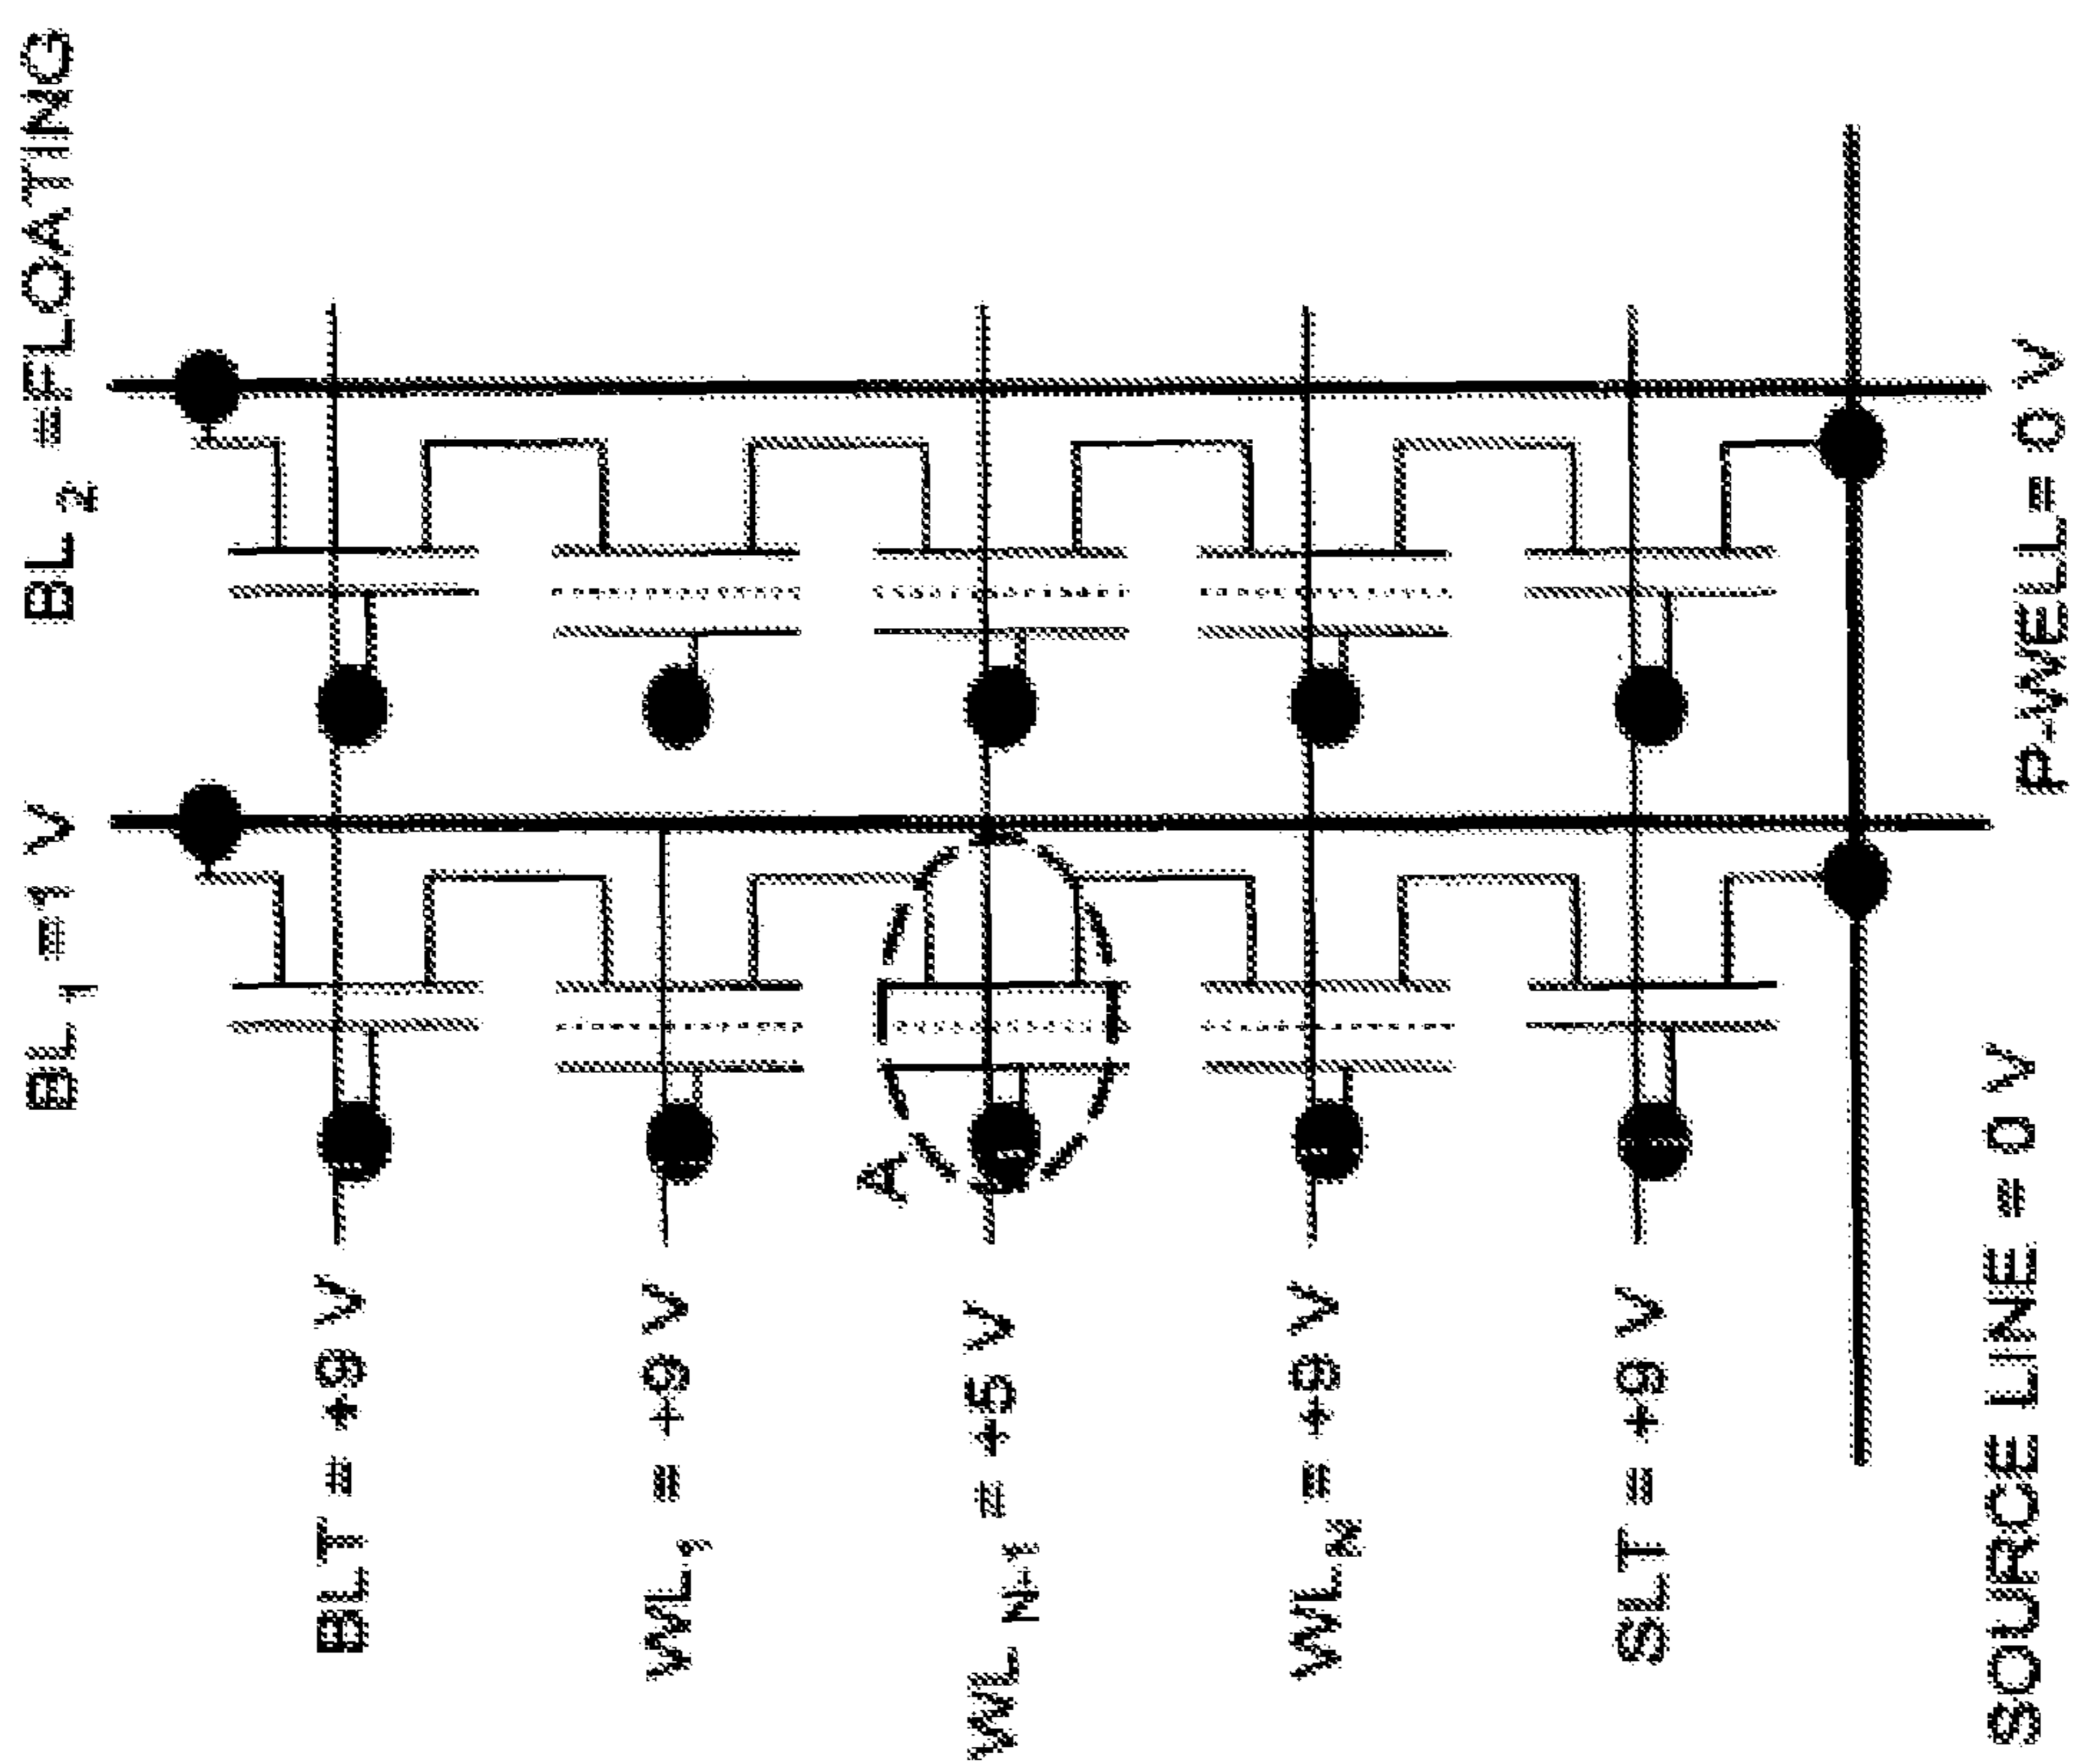 BL1 = 1 V
BL2 = FLOATING
BLT = +9 V
WL1 = +9 V
A
WL N-1 = +5 V
WLN = +9 V
SLT = +9 V
SOURCE LINE = 0 V
P-WELL = 0 V